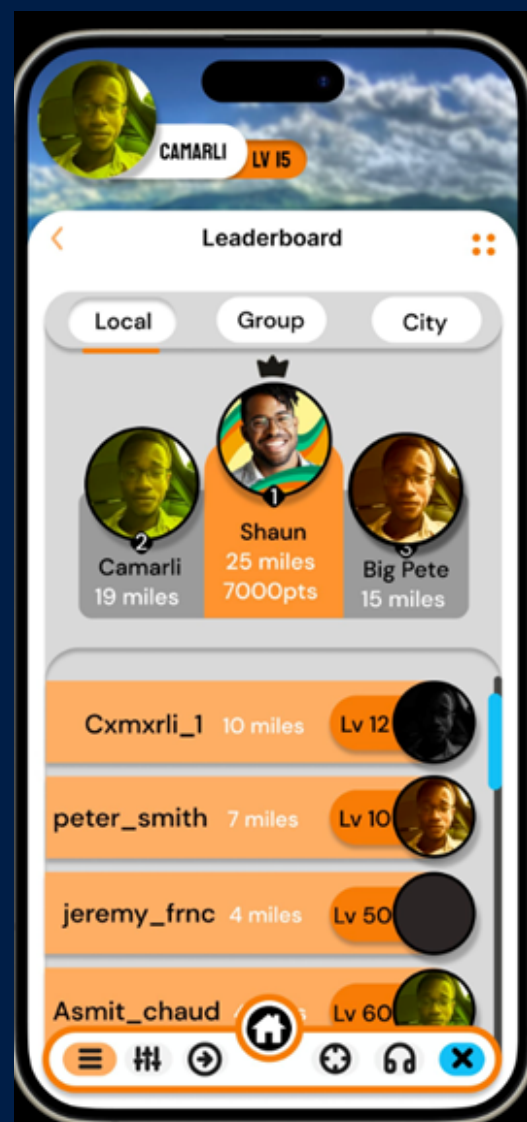 CAMARLI LV 15
Leaderboard
Local Group City
1
Shaun
25 miles
7000pts
2
Camarli
19 miles
3
Big Pete
15 miles
Cxmxrli_1 10 miles Lv 12
peter_smith 7 miles Lv 10
jeremy_frnc 4 miles Lv 50
Asmit_chaud Lv 60